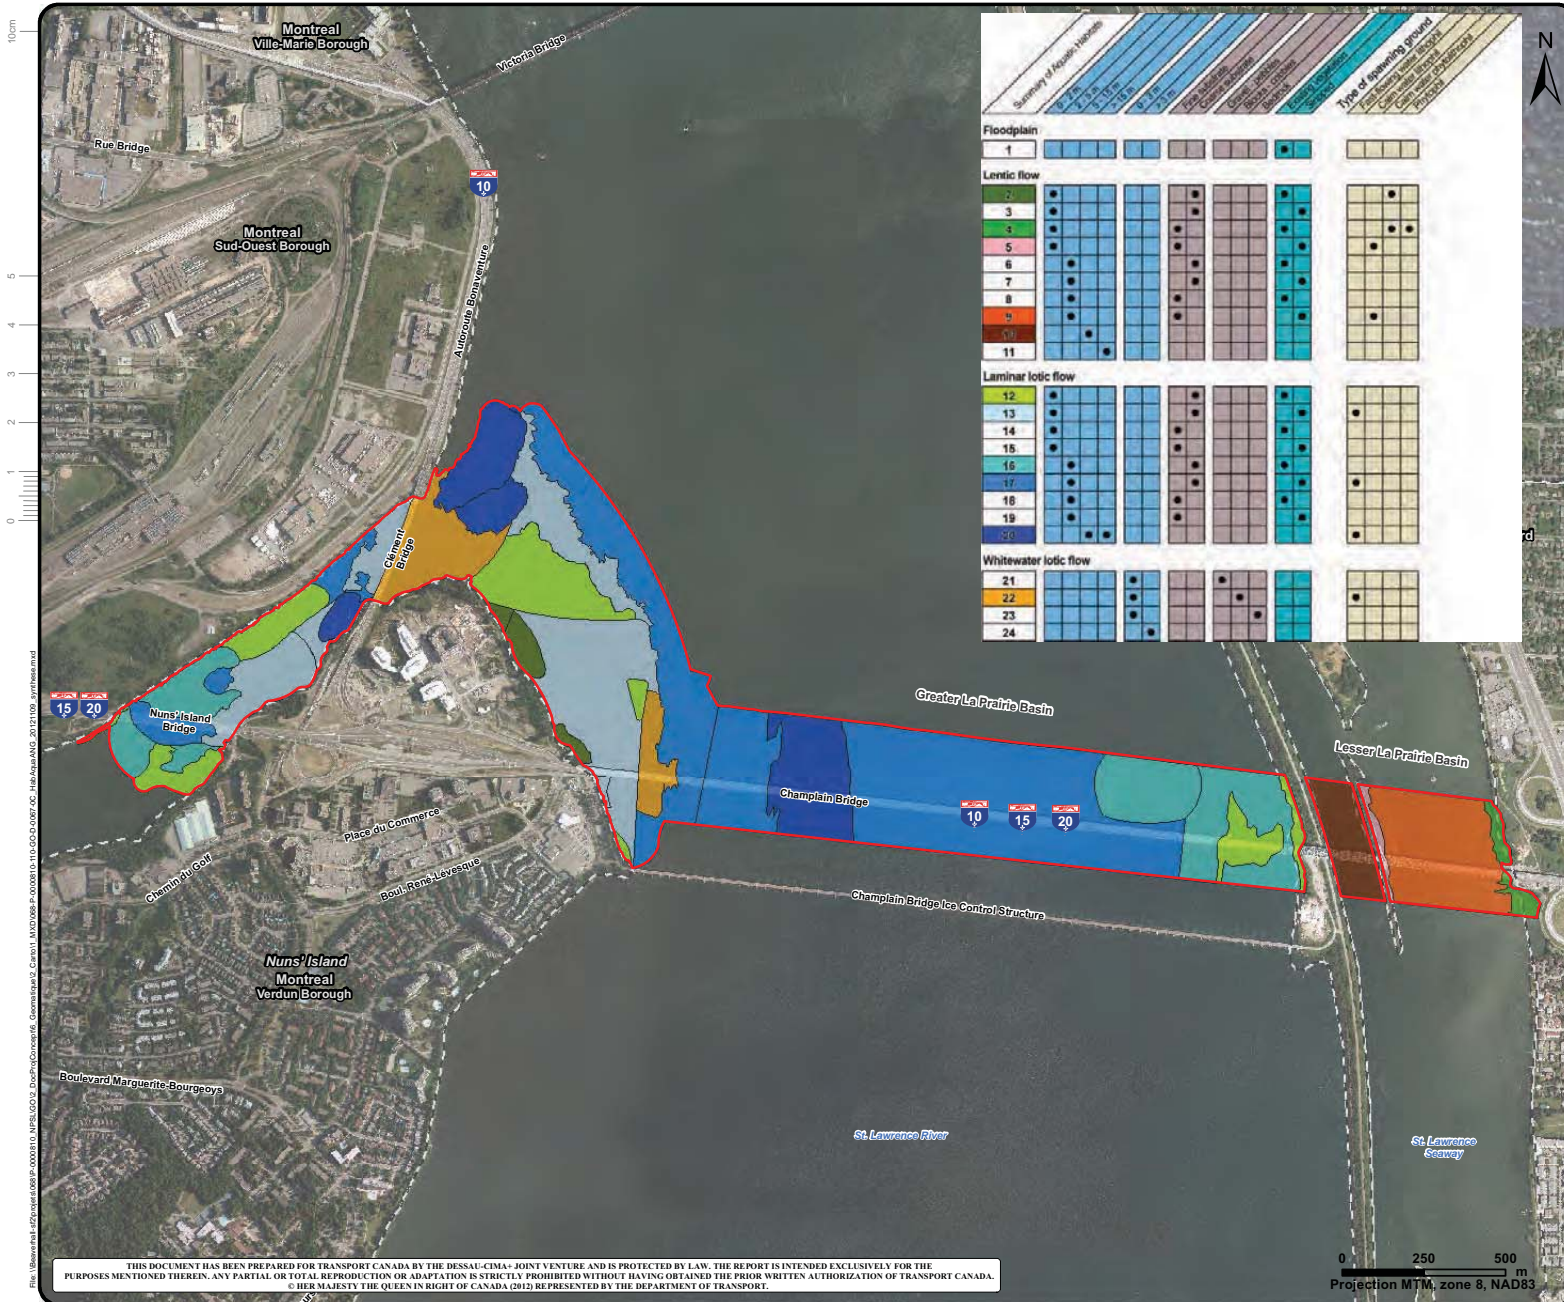 10cm
5
4
3
2
1
0
Montreal
Ville-Marie Borough
Victoria Bridge
Rue Bridge
10
Montreal
Sud-Ouest Borough
Autoroute Bonaventure
Clément
Bridge
15 20
Nuns' Island
Bridge
Place du Commerce
Chemin du Golf
Boul. René-Lévesque
Nuns' Island
Montreal
Verdun Borough
Boulevard Marguerite-Bourgeoys
Greater La Prairie Basin
Lesser La Prairie Basin
Champlain Bridge
10 15 20
Champlain Bridge Ice Control Structure
St. Lawrence River
St. Lawrence
Seaway
N
Summary of Aquatic Habitats
Type of spawning ground
Floodplain
1
Lentic flow
2
3
4
5
6
7
8
9
10
11
Laminar lotic flow
12
13
14
15
16
17
18
19
20
Whitewater lotic flow
21
22
23
24
rd
0 250 500
m
Projection MTM, zone 8, NAD83
THIS DOCUMENT HAS BEEN PREPARED FOR TRANSPORT CANADA BY THE DESSAU-CIMA+ JOINT VENTURE AND IS PROTECTED BY LAW. THE REPORT IS INTENDED EXCLUSIVELY FOR THE
PURPOSES MENTIONED THEREIN. ANY PARTIAL OR TOTAL REPRODUCTION OR ADAPTATION IS STRICTLY PROHIBITED WITHOUT HAVING OBTAINED THE PRIOR WRITTEN AUTHORIZATION OF TRANSPORT CANADA.
© HER MAJESTY THE QUEEN IN RIGHT OF CANADA (2012) REPRESENTED BY THE DEPARTMENT OF TRANSPORT.